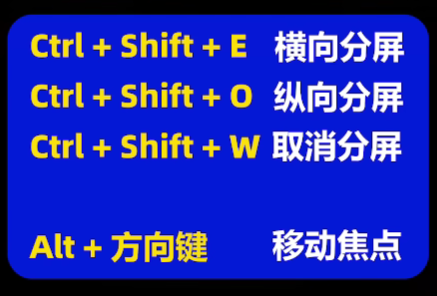 Ctrl + Shift + E 横向分屏
Ctrl + Shift + O 纵向分屏
Ctrl + Shift + W 取消分屏
Alt + 方向键 移动焦点